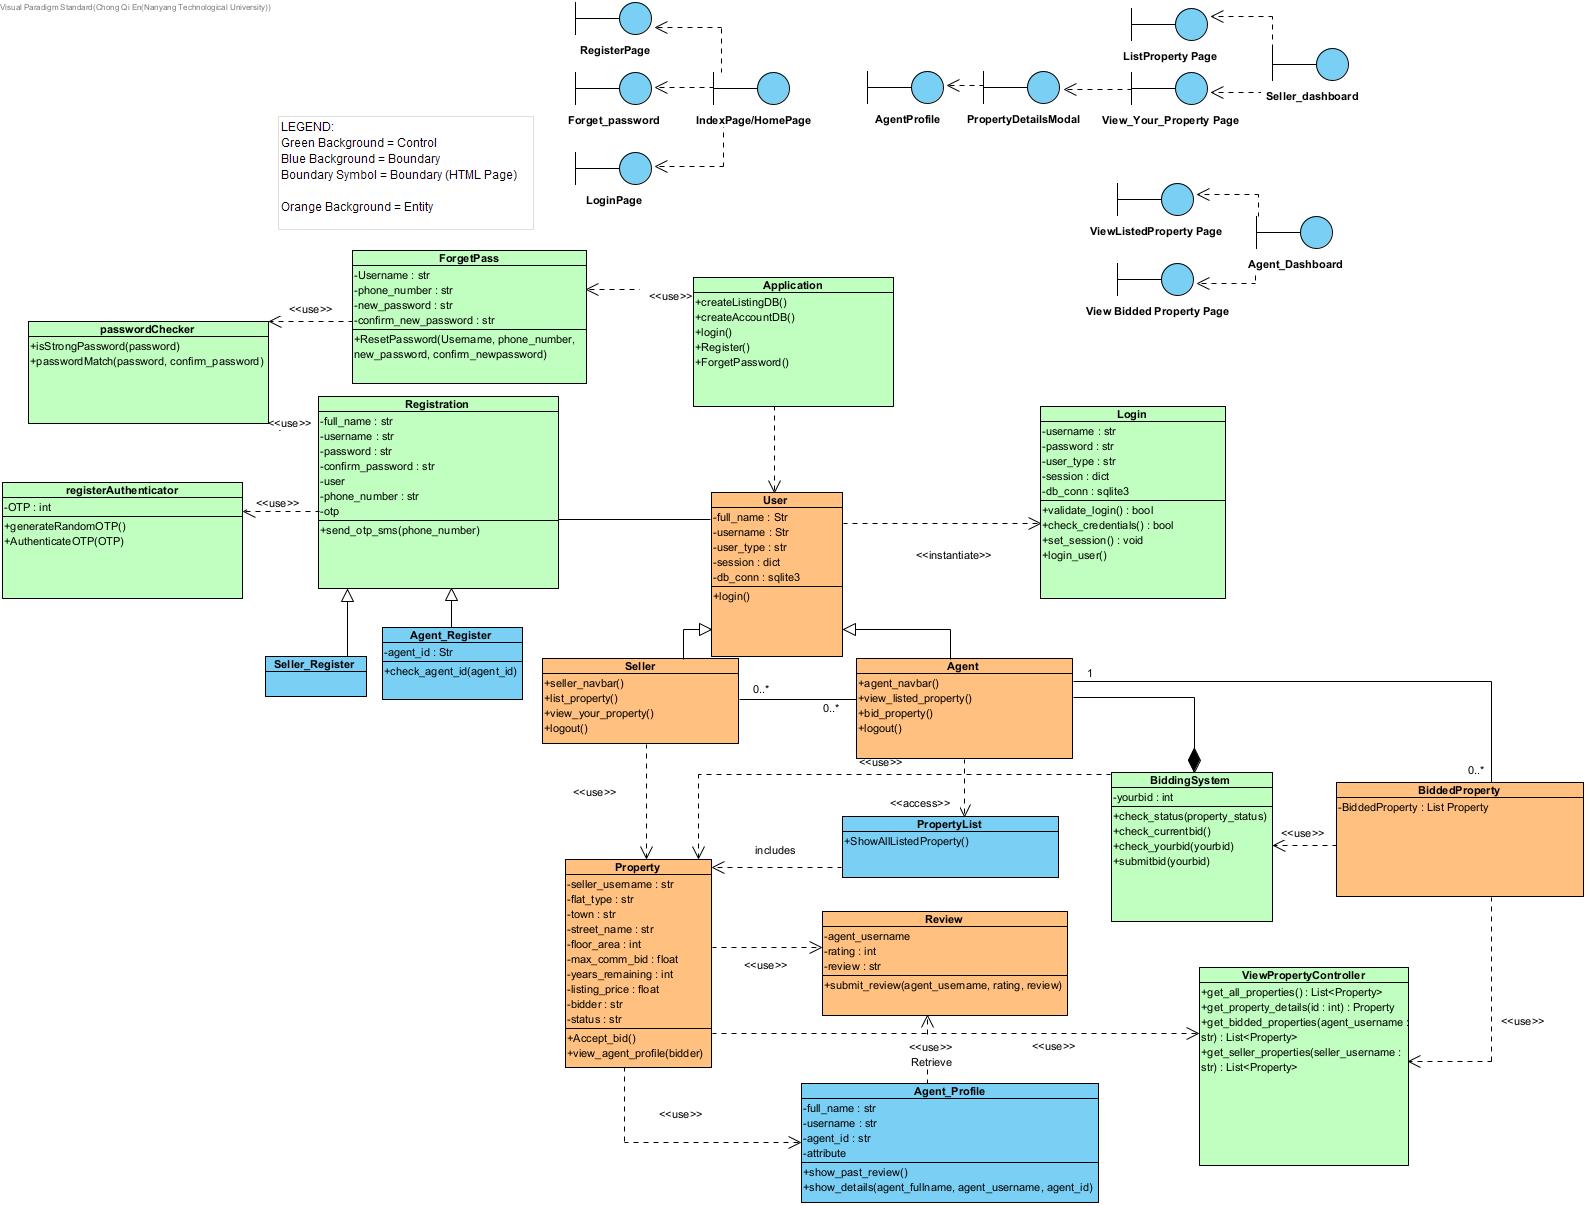 Visual Paradigm Standard(Chong Qi En(Nanyang Technological University))
RegisterPage
Forget_password
IndexPage/HomePage
LoginPage
ListProperty Page
Seller_dashboard
AgentProfile
PropertyDetailsModal
View_Your_Property Page
ViewListedProperty Page
Agent_Dashboard
View Bidded Property Page
LEGEND:
Green Background = Control
Blue Background = Boundary
Boundary Symbol = Boundary (HTML Page)
Orange Background = Entity
ForgetPass
-Username : str
-phone_number : str
-new_password : str
-confirm_new_password : str
+ResetPassword(Username, phone_number,
new_password, confirm_newpassword)
<<use>>
<<use>>
Application
+createListingDB()
+createAccountDB()
+login()
+Register()
+ForgetPassword()
passwordChecker
+isStrongPassword(password)
+passwordMatch(password, confirm_password)
<<use>>
Registration
-full_name : str
-username : str
-password : str
-confirm_password : str
-user
-phone_number : str
-otp
+send_otp_sms(phone_number)
Login
-username : str
-password : str
-user_type : str
-session : dict
-db_conn : sqlite3
+validate_login() : bool
+check_credentials() : bool
+set_session() : void
+login_user()
registerAuthenticator
-OTP : int
+generateRandomOTP()
+AuthenticateOTP(OTP)
<<use>>
User
-full_name : Str
-username : Str
-user_type : str
-session : dict
-db_conn : sqlite3
+login()
<<instantiate>>
Seller_Register
Agent_Register
-agent_id : Str
+check_agent_id(agent_id)
Seller
+seller_navbar()
+list_property()
+view_your_property()
+logout()
0..*
0..*
Agent
+agent_navbar()
+view_listed_property()
+bid_property()
+logout()
1
0..*
<<use>>
<<use>>
<<access>>
BiddingSystem
-yourbid : int
+check_status(property_status)
+check_currentbid()
+check_yourbid(yourbid)
+submitbid(yourbid)
<<use>>
BiddedProperty
-BiddedProperty : List Property
PropertyList
+ShowAllListedProperty()
includes
Property
-seller_username : str
-flat_type : str
-town : str
-street_name : str
-floor_area : int
-max_comm_bid : float
-years_remaining : int
-listing_price : float
-bidder : str
-status : str
+Accept_bid()
+view_agent_profile(bidder)
<<use>>
Review
-agent_username
-rating : int
-review : str
+submit_review(agent_username, rating, review)
<<use>>
Retrieve
<<use>>
ViewPropertyController
+get_all_properties() : List<Property>
+get_property_details(id : int) : Property
+get_bidded_properties(agent_username :
str) : List<Property>
+get_seller_properties(seller_username :
str) : List<Property>
<<use>>
<<use>>
Agent_Profile
-full_name : str
-username : str
-agent_id : str
-attribute
+show_past_review()
+show_details(agent_fullname, agent_username, agent_id)